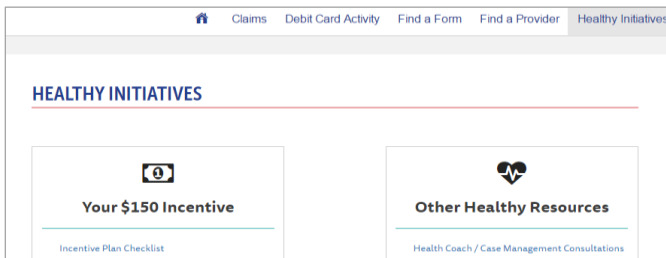 Claims Debit Card Activity Find a Form Find a Provider Healthy Initiatives
HEALTHY INITIATIVES
Your $150 Incentive
Incentive Plan Checklist
Other Healthy Resources
Health Coach / Case Management Consultations